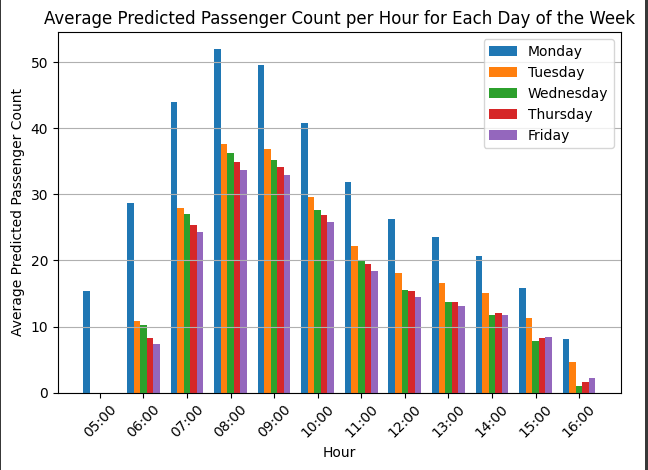 Average Predicted Passenger Count per Hour for Each Day of the Week
Average Predicted Passenger Count
50
40
30
20
10
0
Monday
Tuesday
Wednesday
Thursday
Friday
05:00
06:00
07:00
08:00
09:00
10:00
11:00
12:00
13:00
14:00
15:00
16:00
Hour